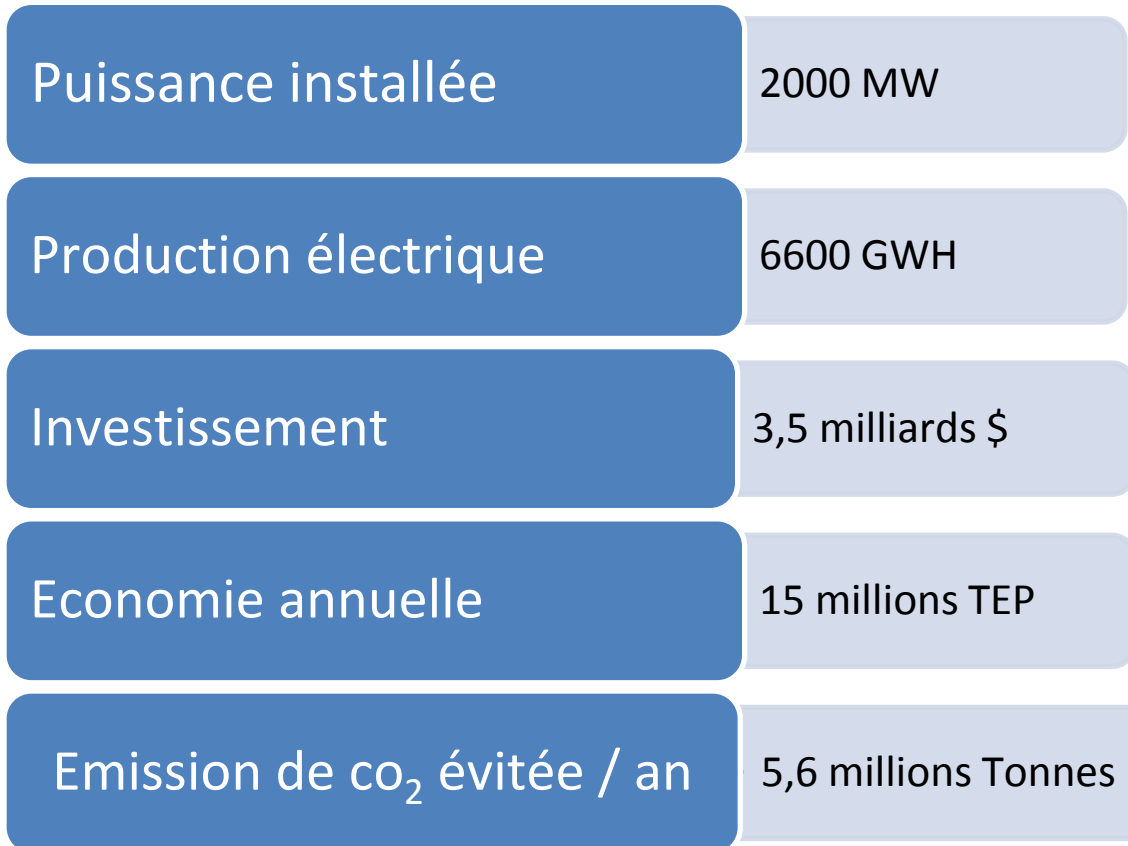 Puissance installée
2000 MW
Production électrique
6600 GWH
Investissement
3,5 milliards $
Economie annuelle
15 millions TEP
Emission de co₂ évitée / an
5,6 millions Tonnes